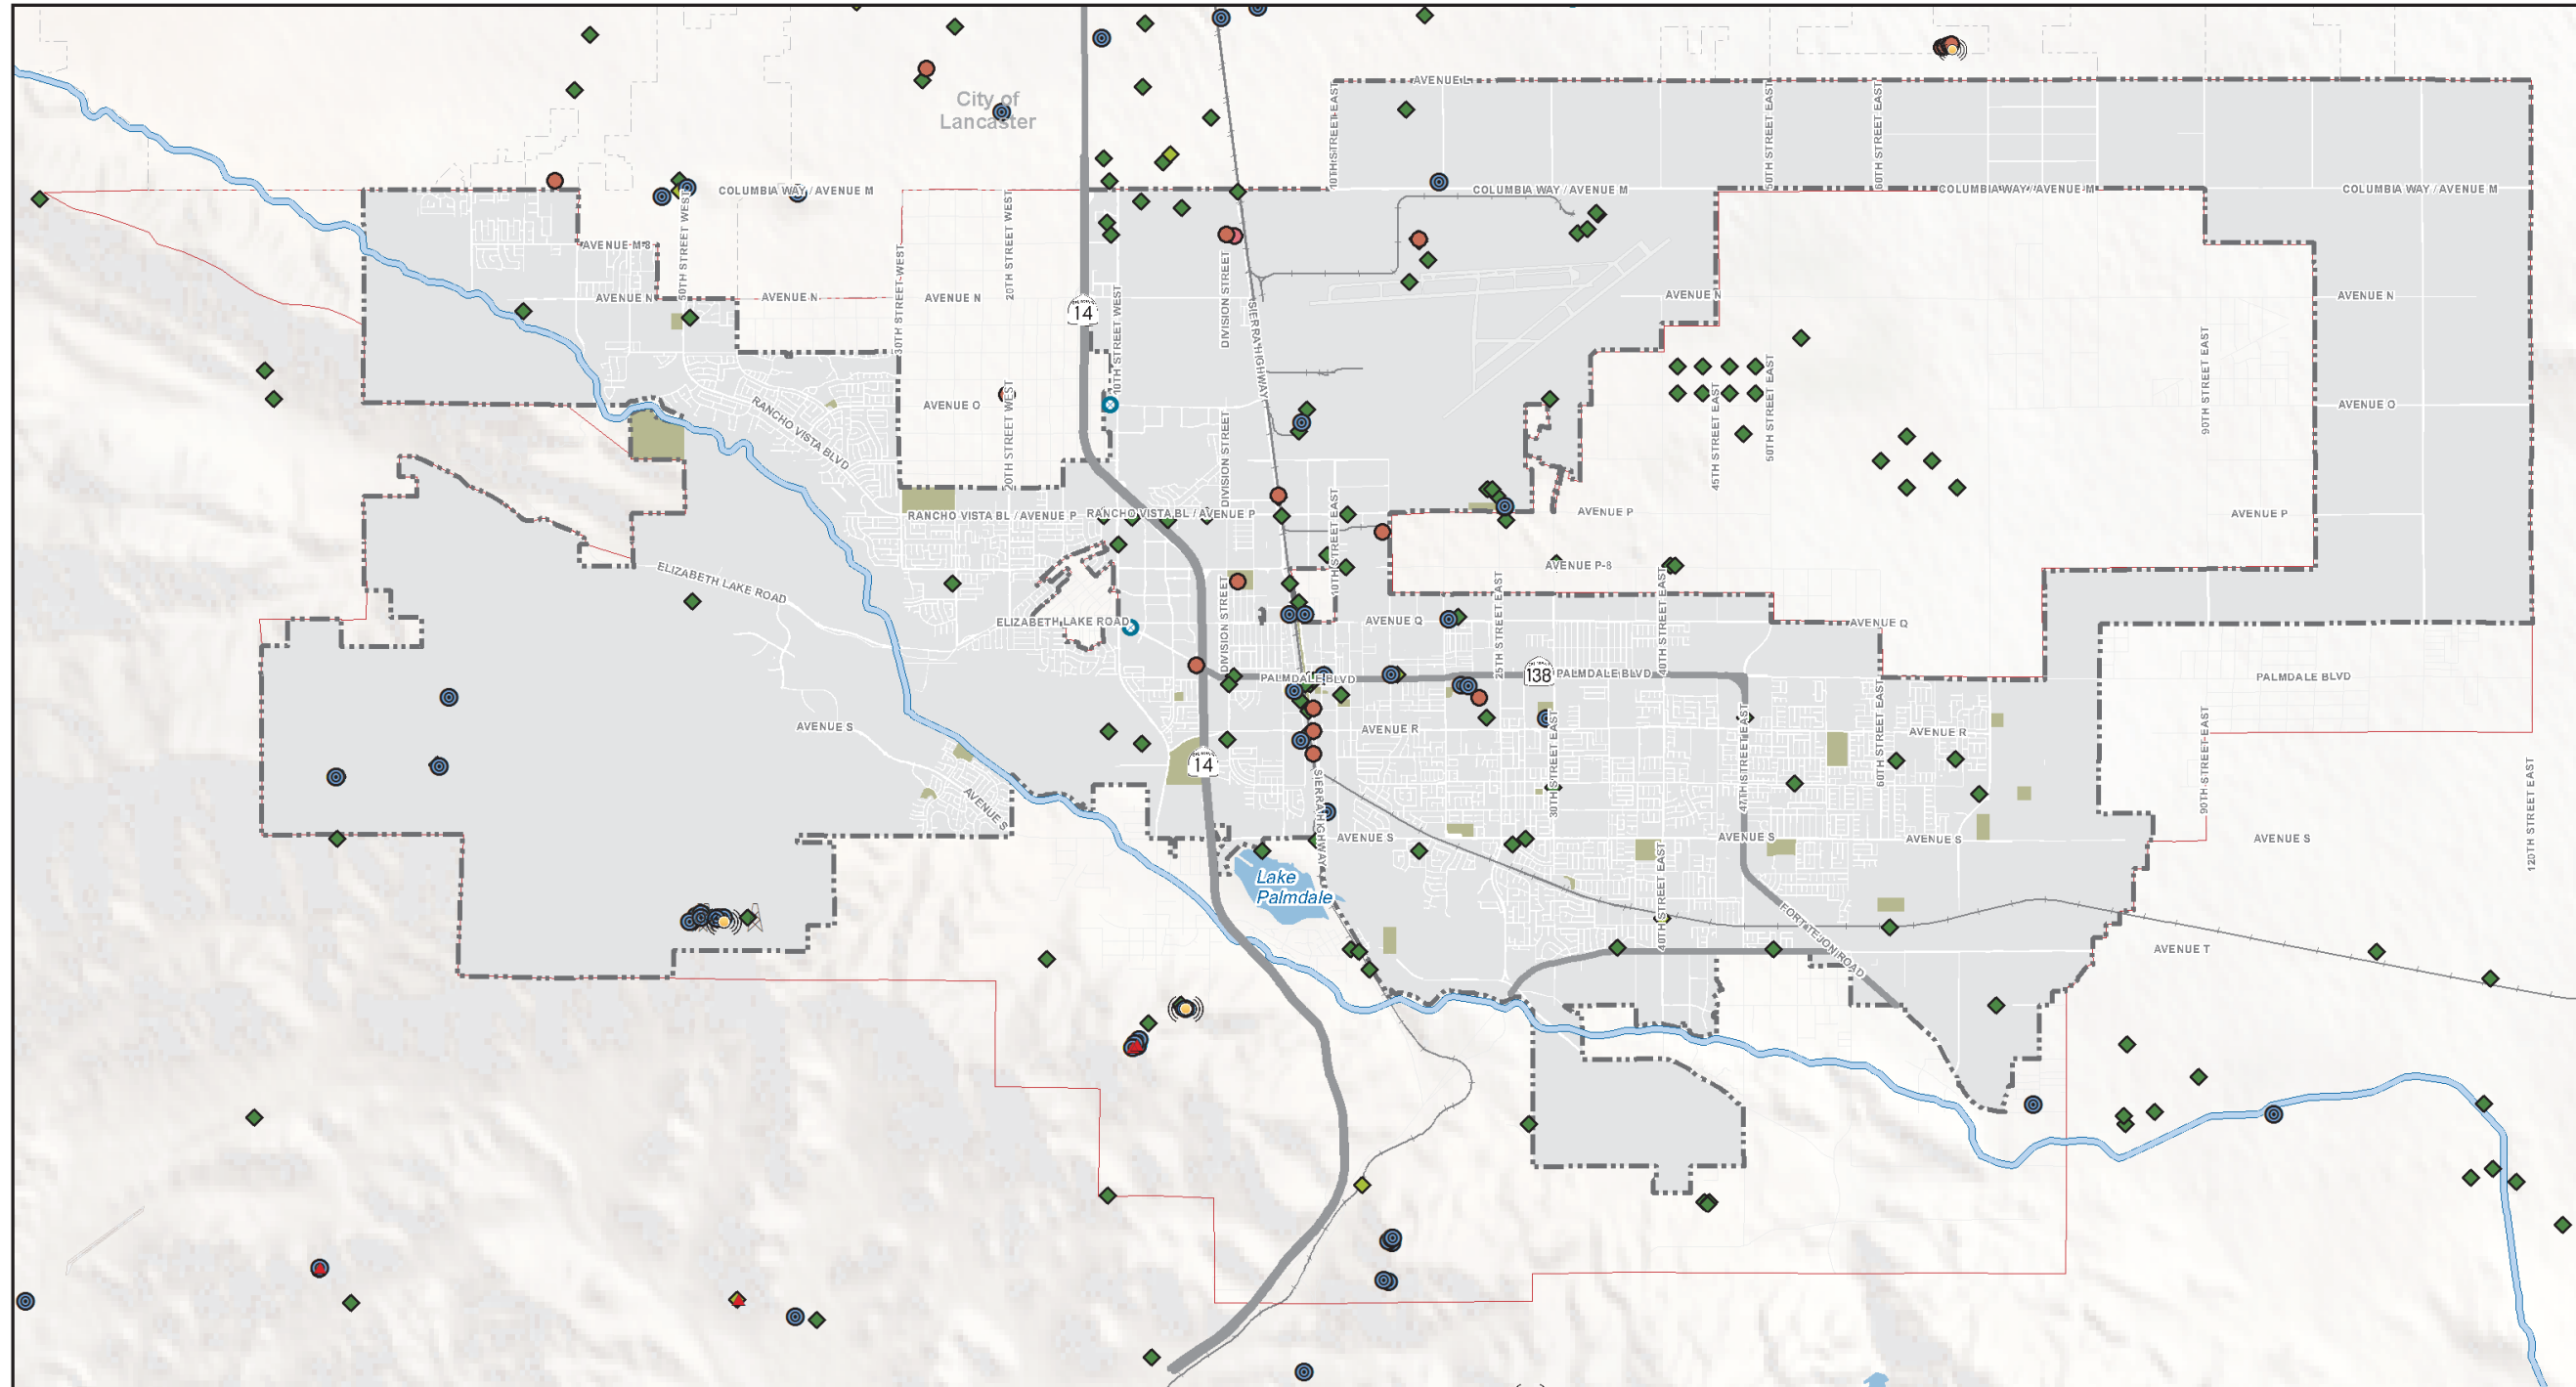 AVENUE L
City of
Lancaster
10TH STREET EAST
50TH STREET EAST
60TH STREET EAST
COLUMBIA WAY / AVENUE M
COLUMBIA WAY / AVENUE M
COLUMBIA WAY / AVENUE M
COLUMBIA WAY / AVENUE M
AVENUE M-8
50TH STREET WEST
30TH STREET WEST
20TH STREET WEST
DIVISION STREET
AVENUE N
AVENUE N
AVENUE N
AVENUE N
AVENUE N
14
10TH STREET WEST
SIERRA HIGHWAY
RANCHO VISTA BLVD
AVENUE O
20TH STREET WEST
DIVISION STREET
45TH STREET EAST
50TH STREET EAST
90TH STREET EAST
AVENUE O
RANCHO VISTA BL / AVENUE P
RANCHO VISTA BL / AVENUE P
10TH STREET EAST
AVENUE P
AVENUE P
AVENUE P-8
ELIZABETH LAKE ROAD
ELIZABETH LAKE ROAD
DIVISION STREET
AVENUE Q
25TH STREET EAST
40TH STREET EAST
AVENUE Q
PALMDALE BLVD
138
PALMDALE BLVD
PALMDALE BLVD
AVENUE S
AVENUE R
30TH STREET EAST
47TH STREET EAST
60TH STREET EAST
AVENUE R
90TH STREET EAST
120TH STREET EAST
14
AVENUE S
SIERRA HIGHWAY
AVENUE S
AVENUE S
AVENUE S
AVENUE S
40TH STREET EAST
Lake
Palmdale
FORT TEJON ROAD
AVENUE T